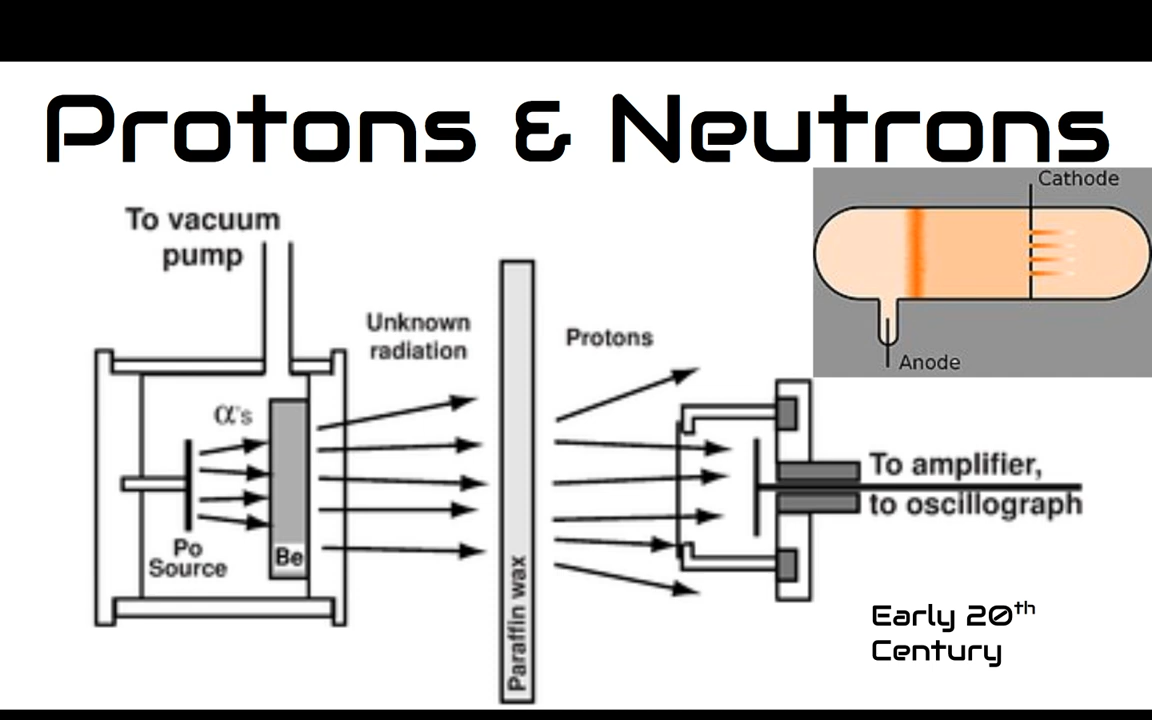 Protons & Neutrons
Cathode
Anode
To vacuum
pump
Unknown
radiation
Protons
α's
Po
Source
Be
Paraffin wax
To amplifier,
to oscillograph
Early 20th
Century